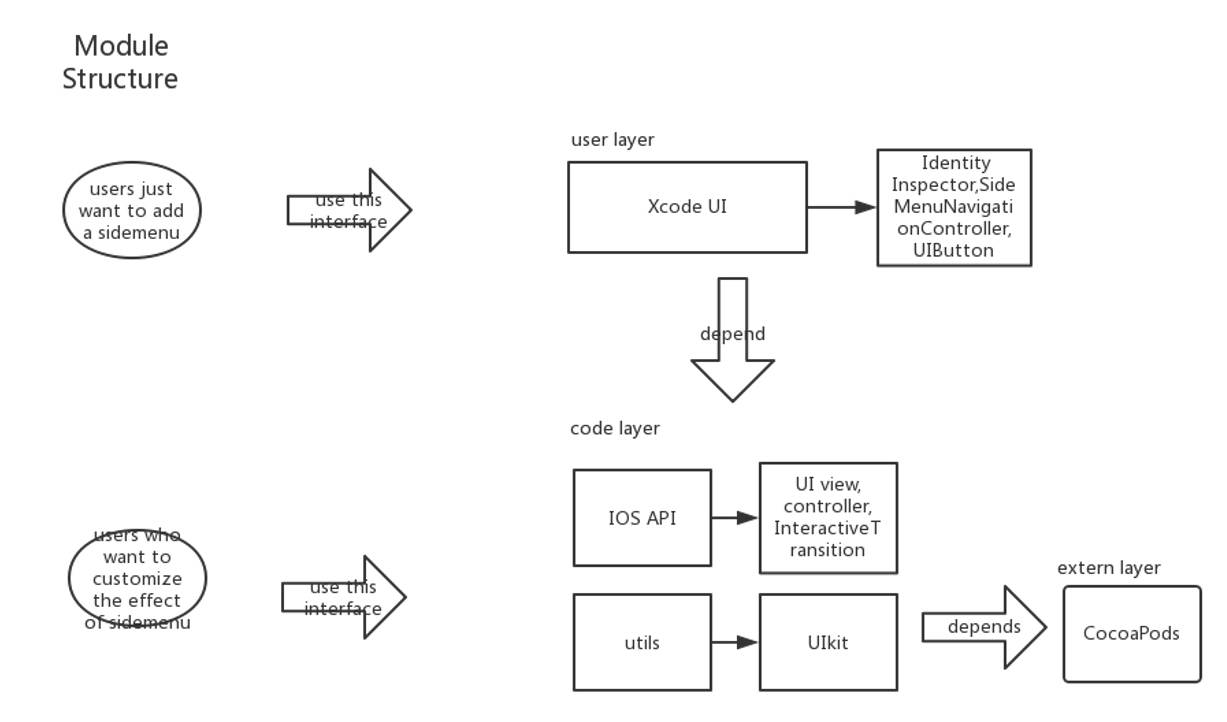 Module
Structure
user layer
users just
want to add
a sidemenu
use this
interface
Xcode UI
Identity
Inspector,Side
MenuNavigati
onController,
UIButton
depend
code layer
users who
want to
customize
the effect
of sidemenu
use this
interface
IOS API
UI view,
controller,
InteractiveT
ransition
utils
UIkit
depends
extern layer
CocoaPods